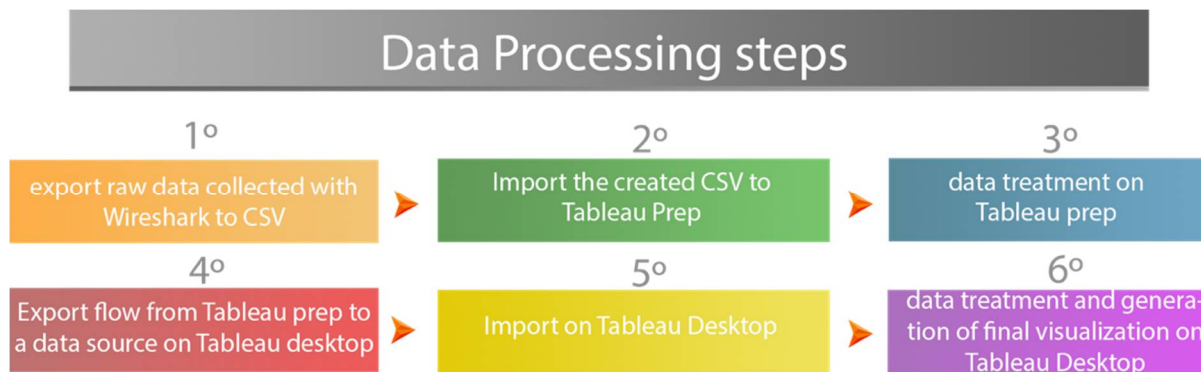 Data Processing steps
1º
2º
3º
export raw data collected with
Wireshark to CSV
Import the created CSV to
Tableau Prep
data treatment on
Tableau prep
4º
5º
6º
Export flow from Tableau prep to
a data source on Tableau desktop
Import on Tableau Desktop
data treatment and genera-
tion of final visualization on
Tableau Desktop